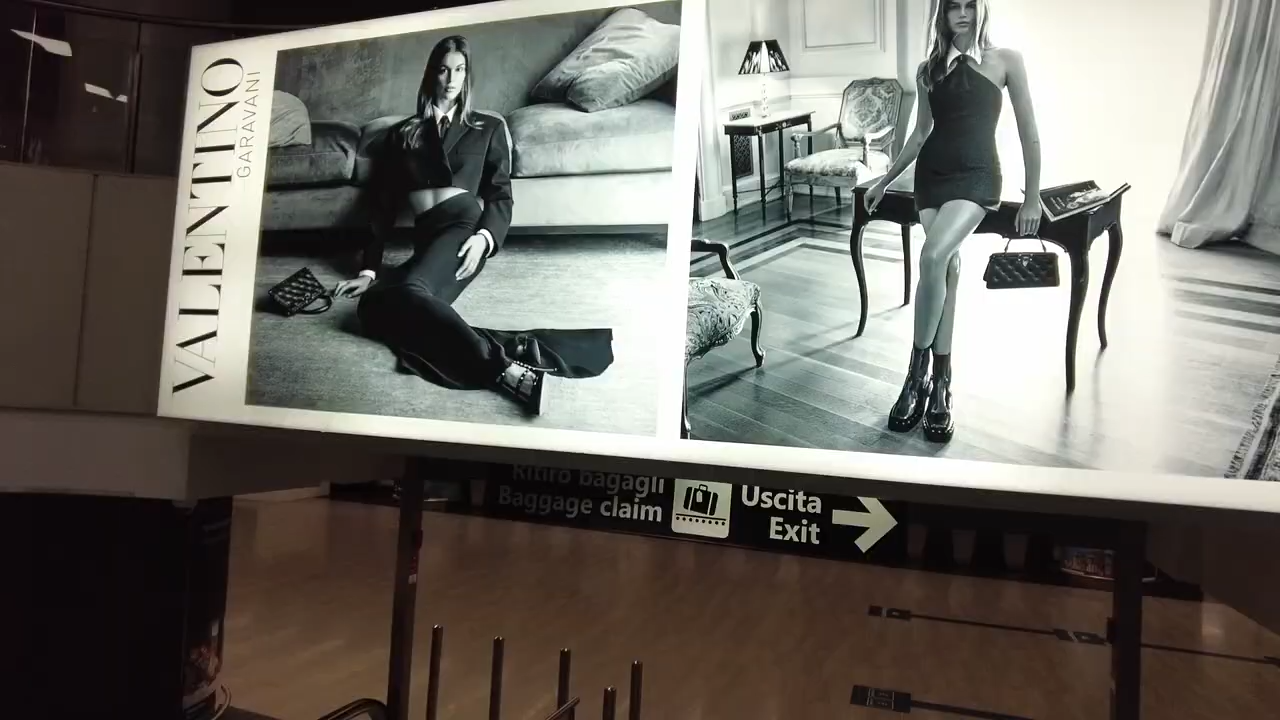 VALENTINO
GARAVANI
Ritiro bagagli
Baggage claim
Uscita
Exit